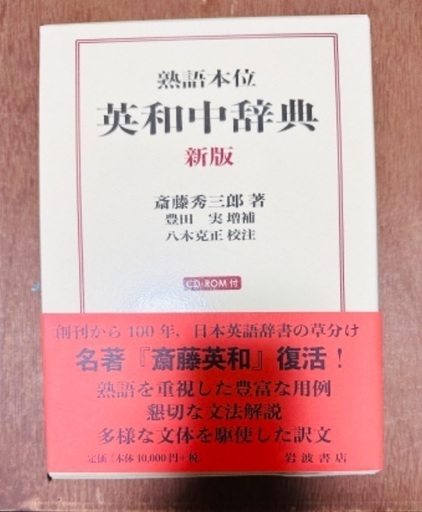 熟語本位
英和中辞典
新版
斎藤秀三郎 著
豊田 実 増補
八木克正 校注
CD-ROM付
創刊から100年，日本英語辞書の草分け
名著『斎藤英和』復活！
熟語を重視した豊富な用例
懇切な文法解説
多様な文体を駆使した訳文
定価（本体10,000円+税）
岩波書店